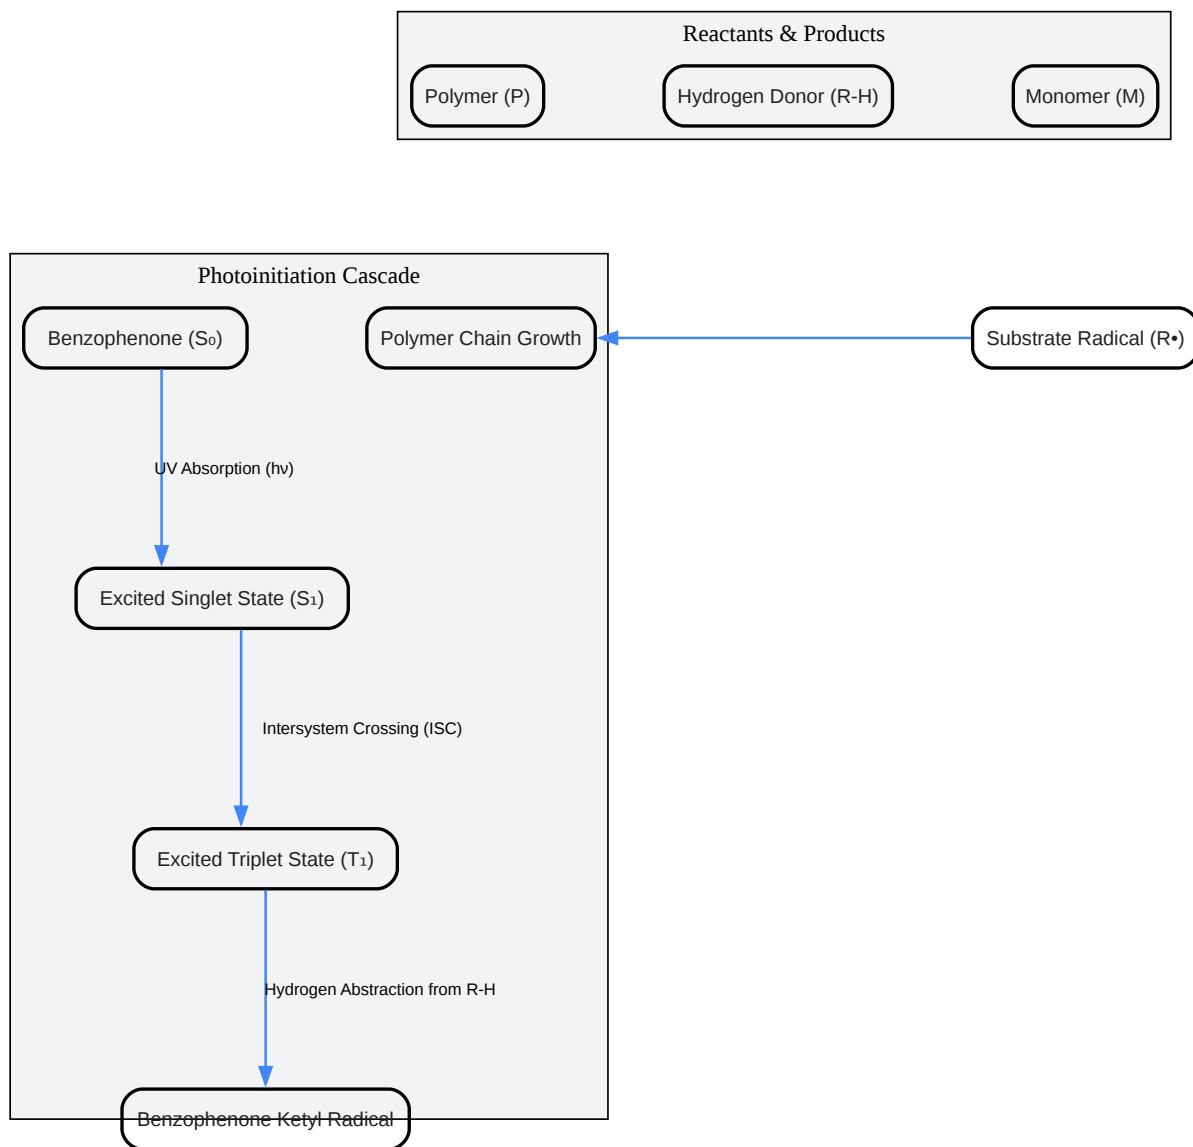 Reactants & Products
Polymer (P)
Hydrogen Donor (R-H)
Monomer (M)
Photoinitiation Cascade
Benzophenone (S₀)
Polymer Chain Growth
Substrate Radical (R•)
UV Absorption (hν)
Excited Singlet State (S₁)
Intersystem Crossing (ISC)
Excited Triplet State (T₁)
Hydrogen Abstraction from R-H
Benzophenone Ketyl Radical